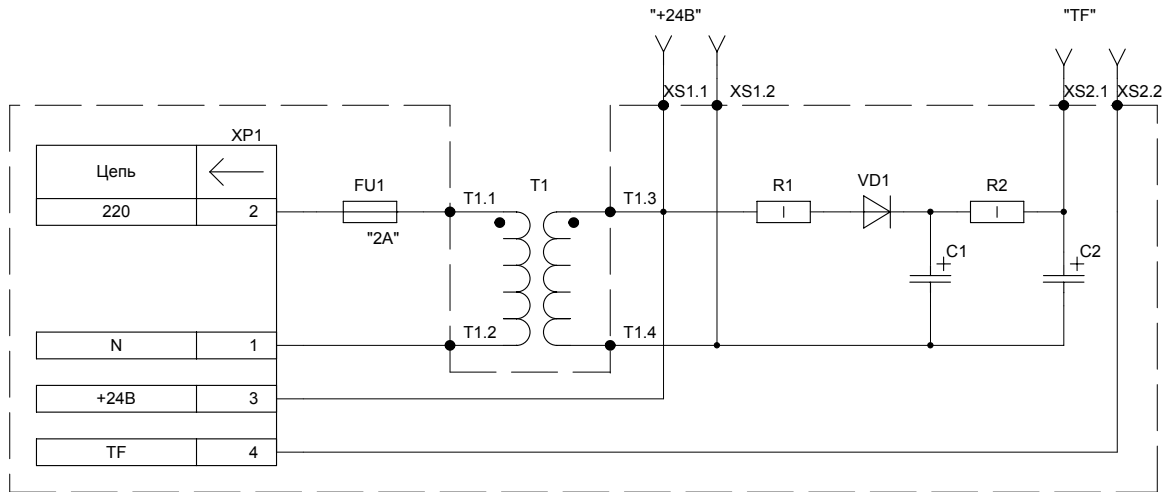 "+24В" "TF"
XS1.1 XS1.2 XS2.1 XS2.2
XP1
Цепь
FU1 T1.1 T1 T1.3 R1 VD1 R2
220 2
"2А"
C1 C2
+ +
N 1 T1.2 T1.4
+24В 3
TF 4